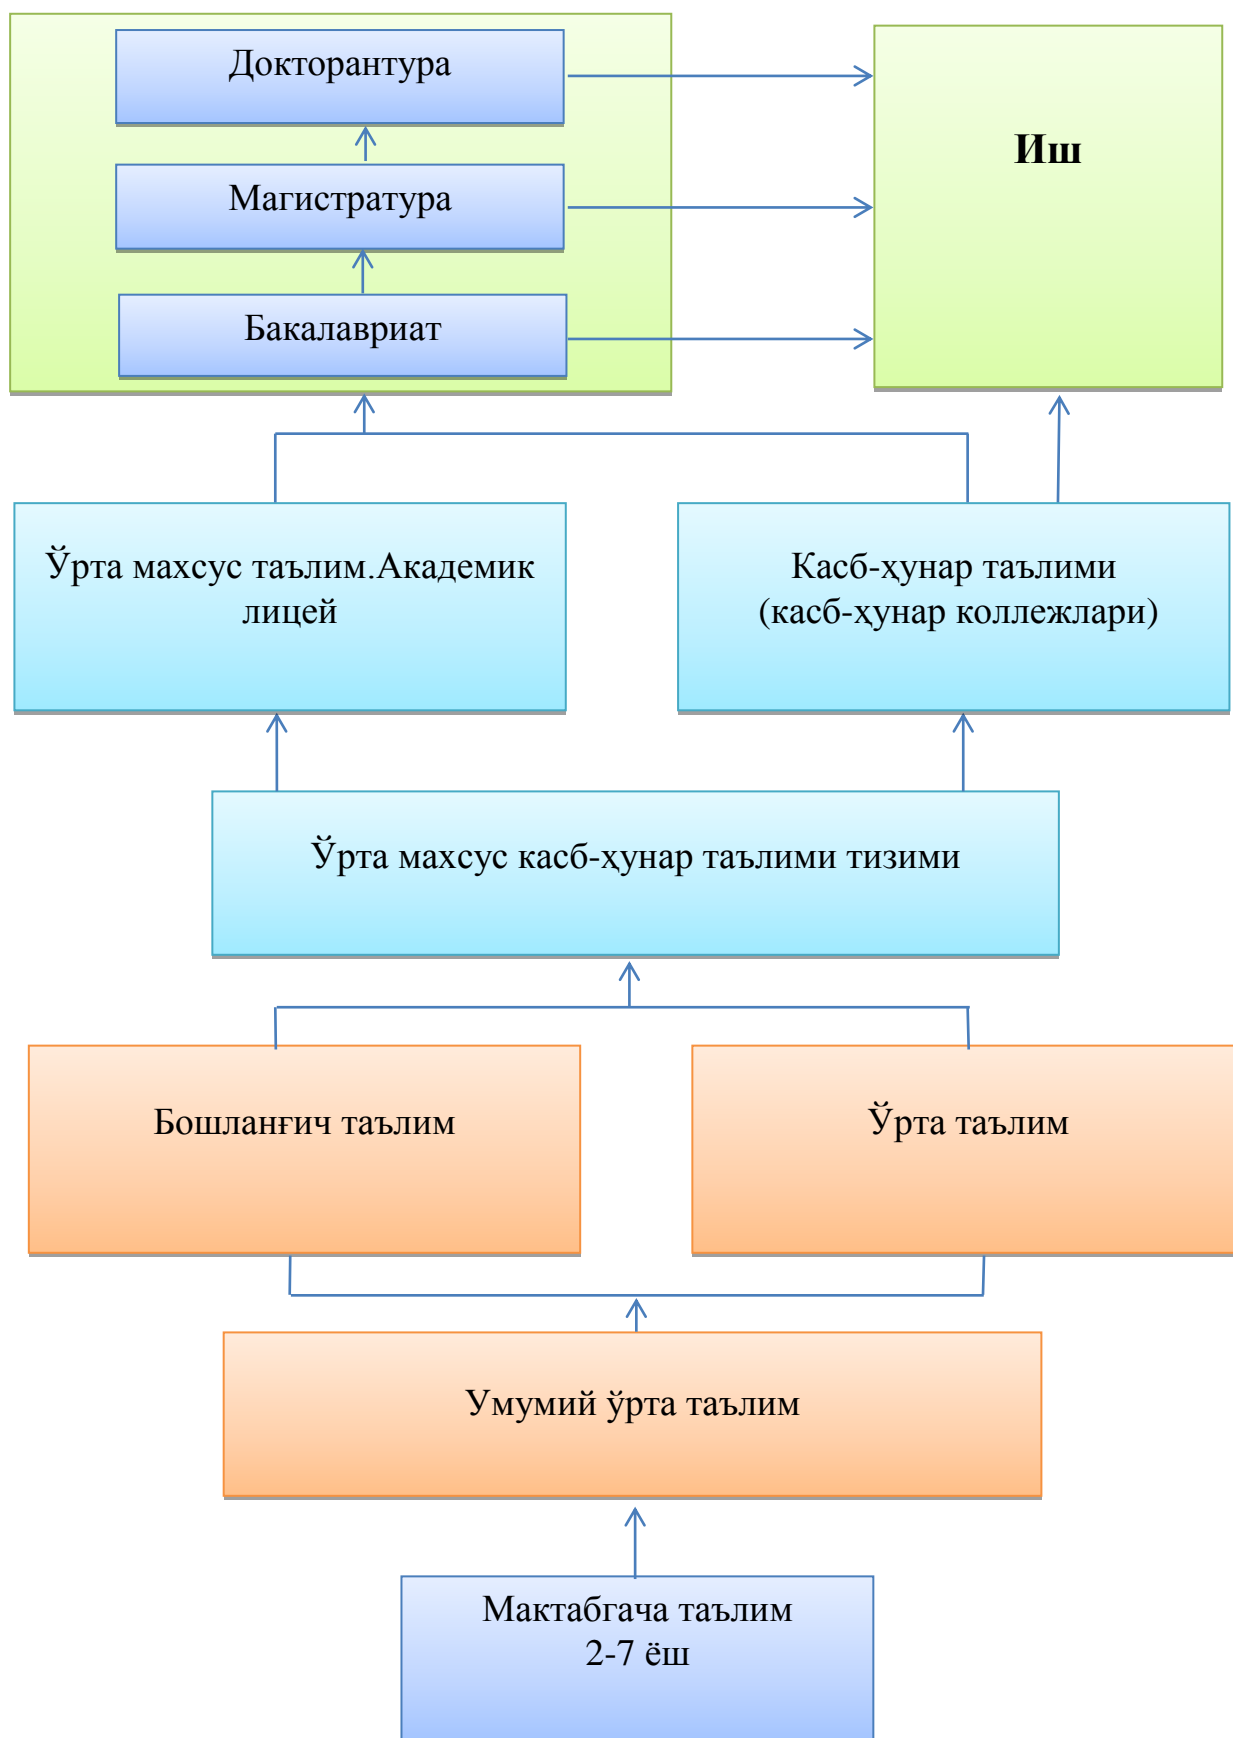 Докторантура
Иш
Магистратура
Бакалавриат
Ўрта махсус таълим.Академик
лицей
Касб-ҳунар таълими
(касб-ҳунар коллежлари)
Ўрта махсус касб-ҳунар таълими тизими
Бошланғич таълим
Ўрта таълим
Умумий ўрта таълим
Мактабгача таълим
2-7 ёш